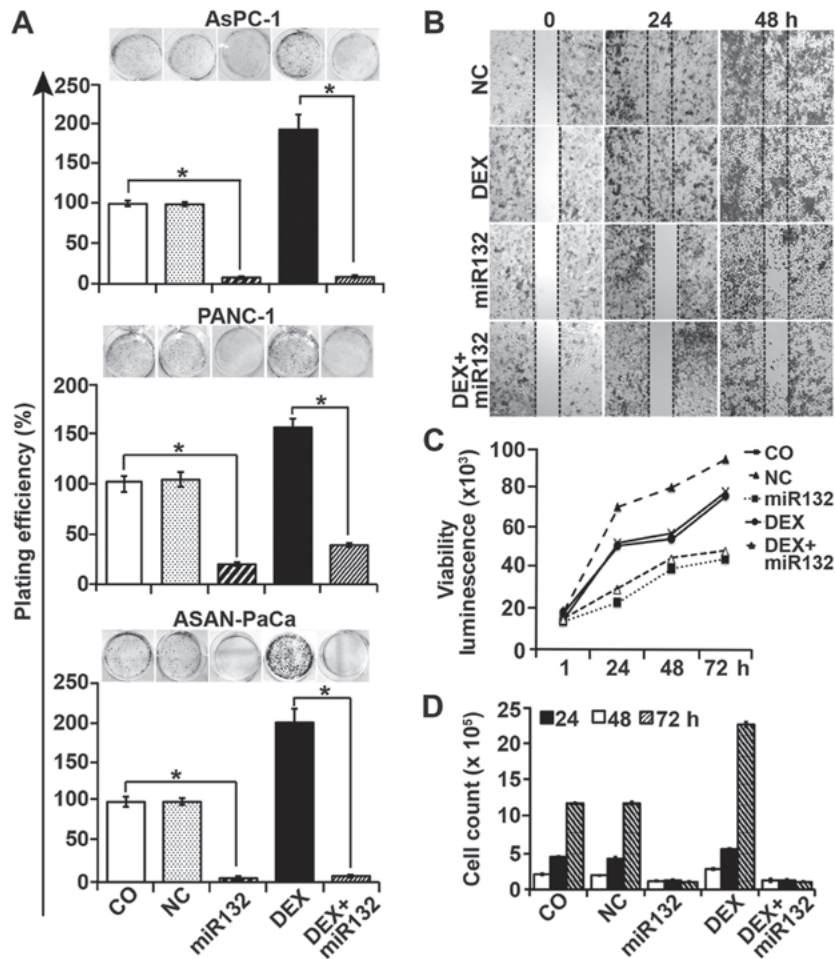 A
AsPC-1
250
200
150
100
50
0
*
*
PANC-1
200
150
100
50
0
*
*
ASAN-PaCa
250
200
150
100
50
0
*
*
Plating efficiency (%)
CO
NC
miR132
DEX
DEX+
miR132
B
0 24 48 h
NC
DEX
miR132
DEX+
miR132
C
Viability
luminescence (x10³)
100
80
60
40
20
0
1 24 48 72 h
CO
NC
miR132
DEX
DEX+
miR132
D
Cell count (x 10⁵)
25
20
15
10
5
0
24 48 72 h
CO
NC
miR132
DEX
DEX+
miR132